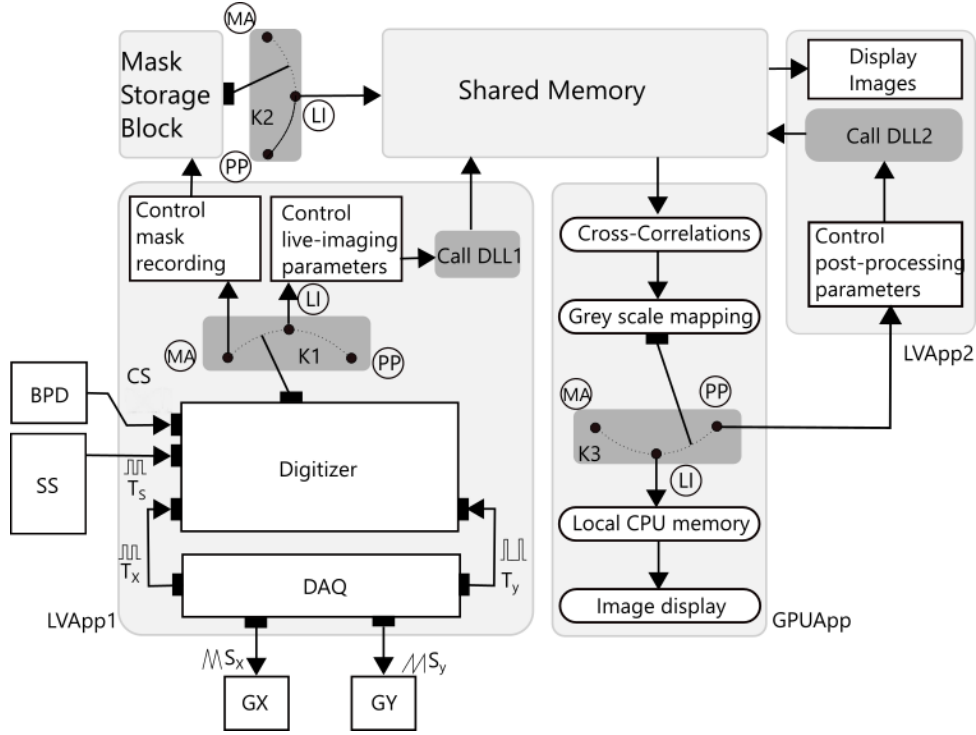 MA
Mask
Storage
Block
K2
LI
PP
Shared Memory
Display
Images
Call DLL2
Control
post-processing
parameters
LVApp2
Control
mask
recording
Control
live-imaging
parameters
Call DLL1
LI
MA
K1
PP
CS
BPD
SS
Ts
Digitizer
Tx
Ty
DAQ
LVApp1
Sx
Sy
GX
GY
Cross-Correlations
Grey scale mapping
MA
PP
K3
LI
Local CPU memory
Image display
GPUApp